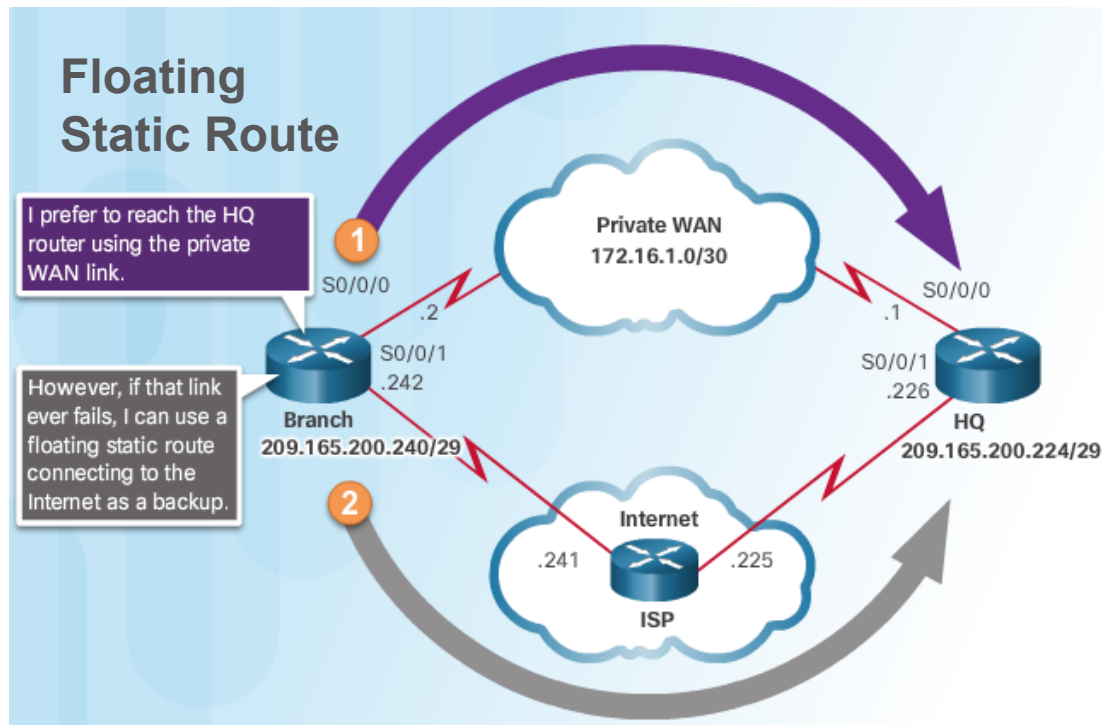 Floating
Static Route
I prefer to reach the HQ
router using the private
WAN link.
1
Private WAN
172.16.1.0/30
S0/0/0
.2
S0/0/0
.1
S0/0/1
.242
S0/0/1
.226
However, if that link
ever fails, I can use a
floating static route
connecting to the
Internet as a backup.
Branch
209.165.200.240/29
HQ
209.165.200.224/29
2
Internet
.241
.225
ISP